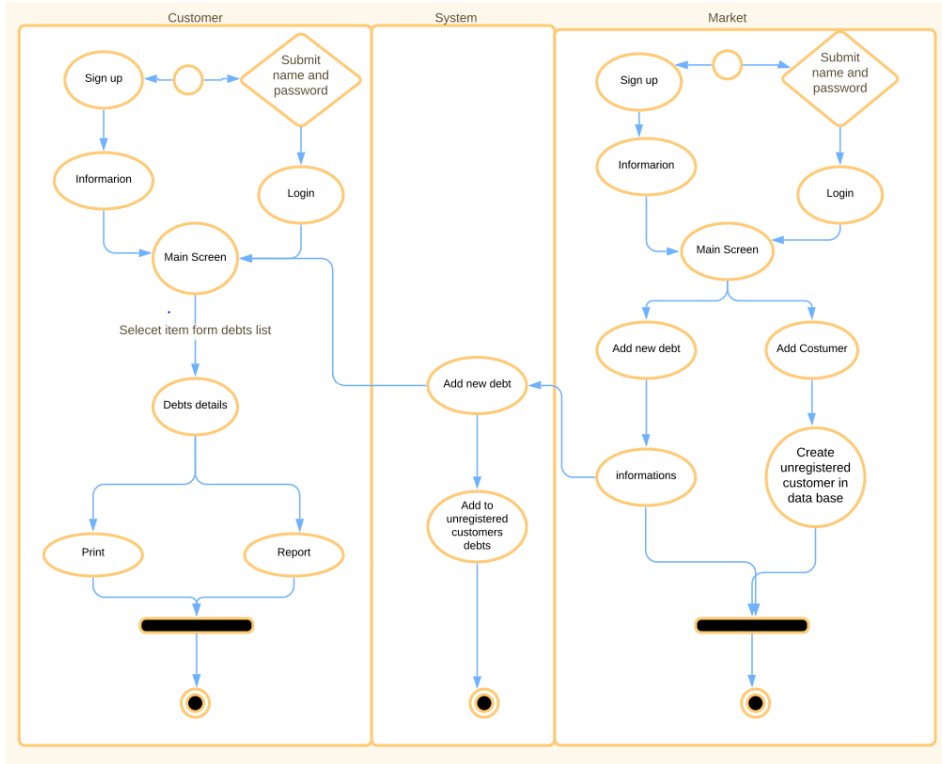 Customer
System
Market
Sign up
Submit
name and
password
Informarion
Login
Main Screen
Selecet item form debts list
Debts details
Print
Report
Add new debt
Add to
unregistered
customers
debts
Sign up
Submit
name and
password
Informarion
Login
Main Screen
Add new debt
Add Costumer
informations
Create
unregistered
customer in
data base